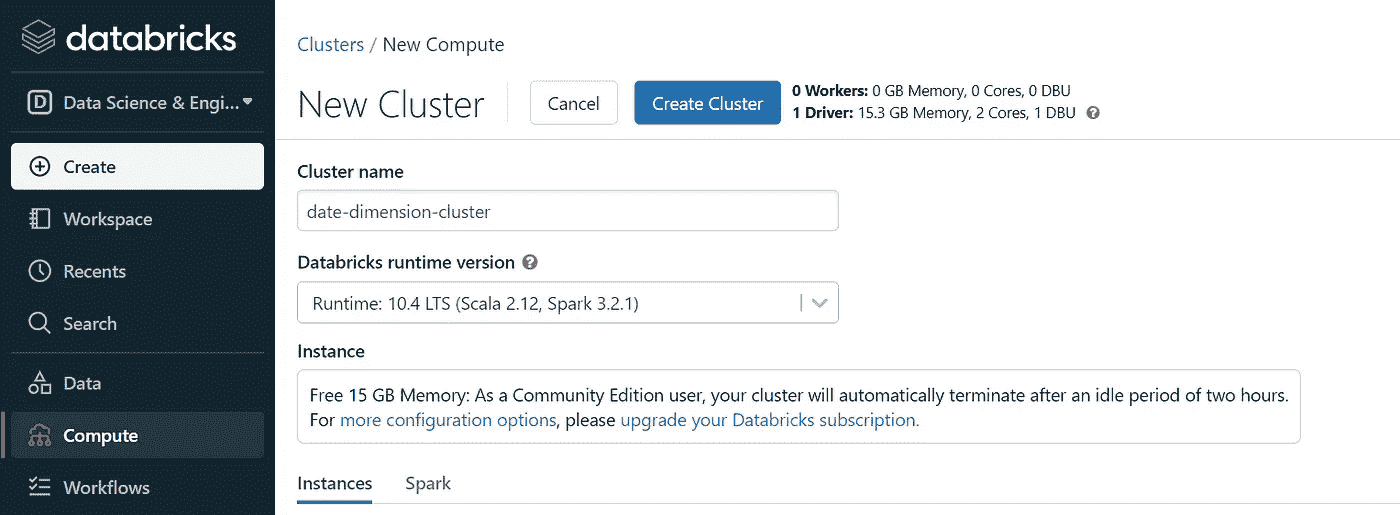 databricks
D Data Science & Engi...
Create
Workspace
Recents
Search
Data
Compute
Workflows
Clusters / New Compute
New Cluster
Cancel
Create Cluster
0 Workers: 0 GB Memory, 0 Cores, 0 DBU
1 Driver: 15.3 GB Memory, 2 Cores, 1 DBU ?
Cluster name
date-dimension-cluster
Databricks runtime version ?
Runtime: 10.4 LTS (Scala 2.12, Spark 3.2.1)
Instance
Free 15 GB Memory: As a Community Edition user, your cluster will automatically terminate after an idle period of two hours.
For more configuration options, please upgrade your Databricks subscription.
Instances
Spark